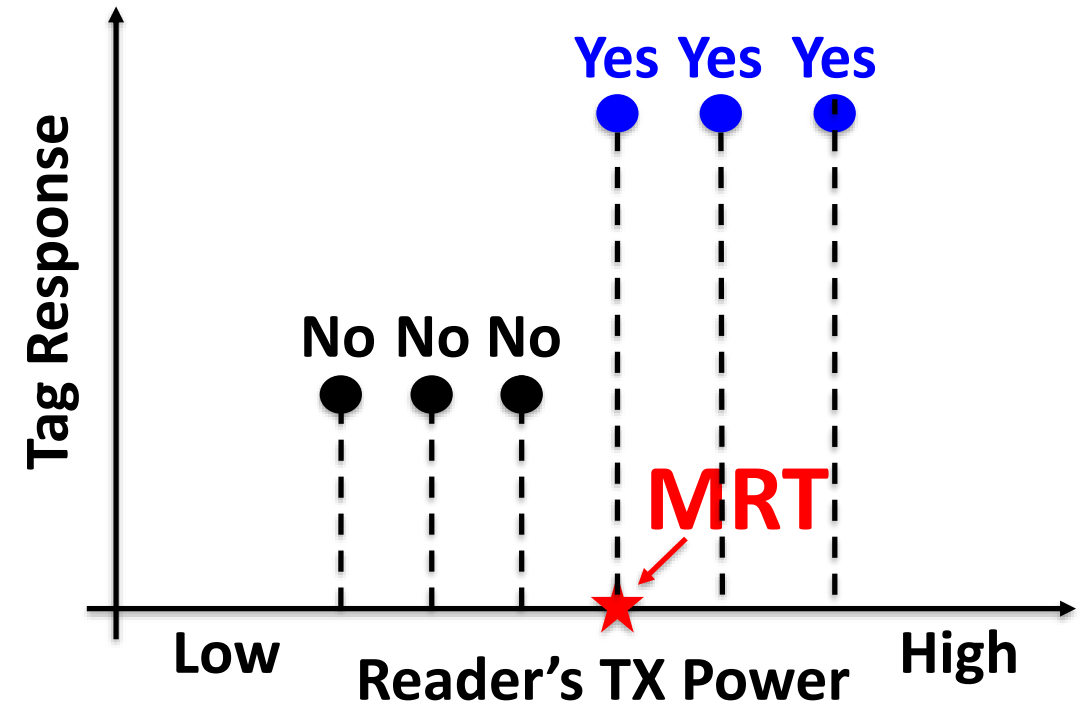 Yes Yes Yes
No No No
Tag Response
MRT
Low
High
Reader's TX Power